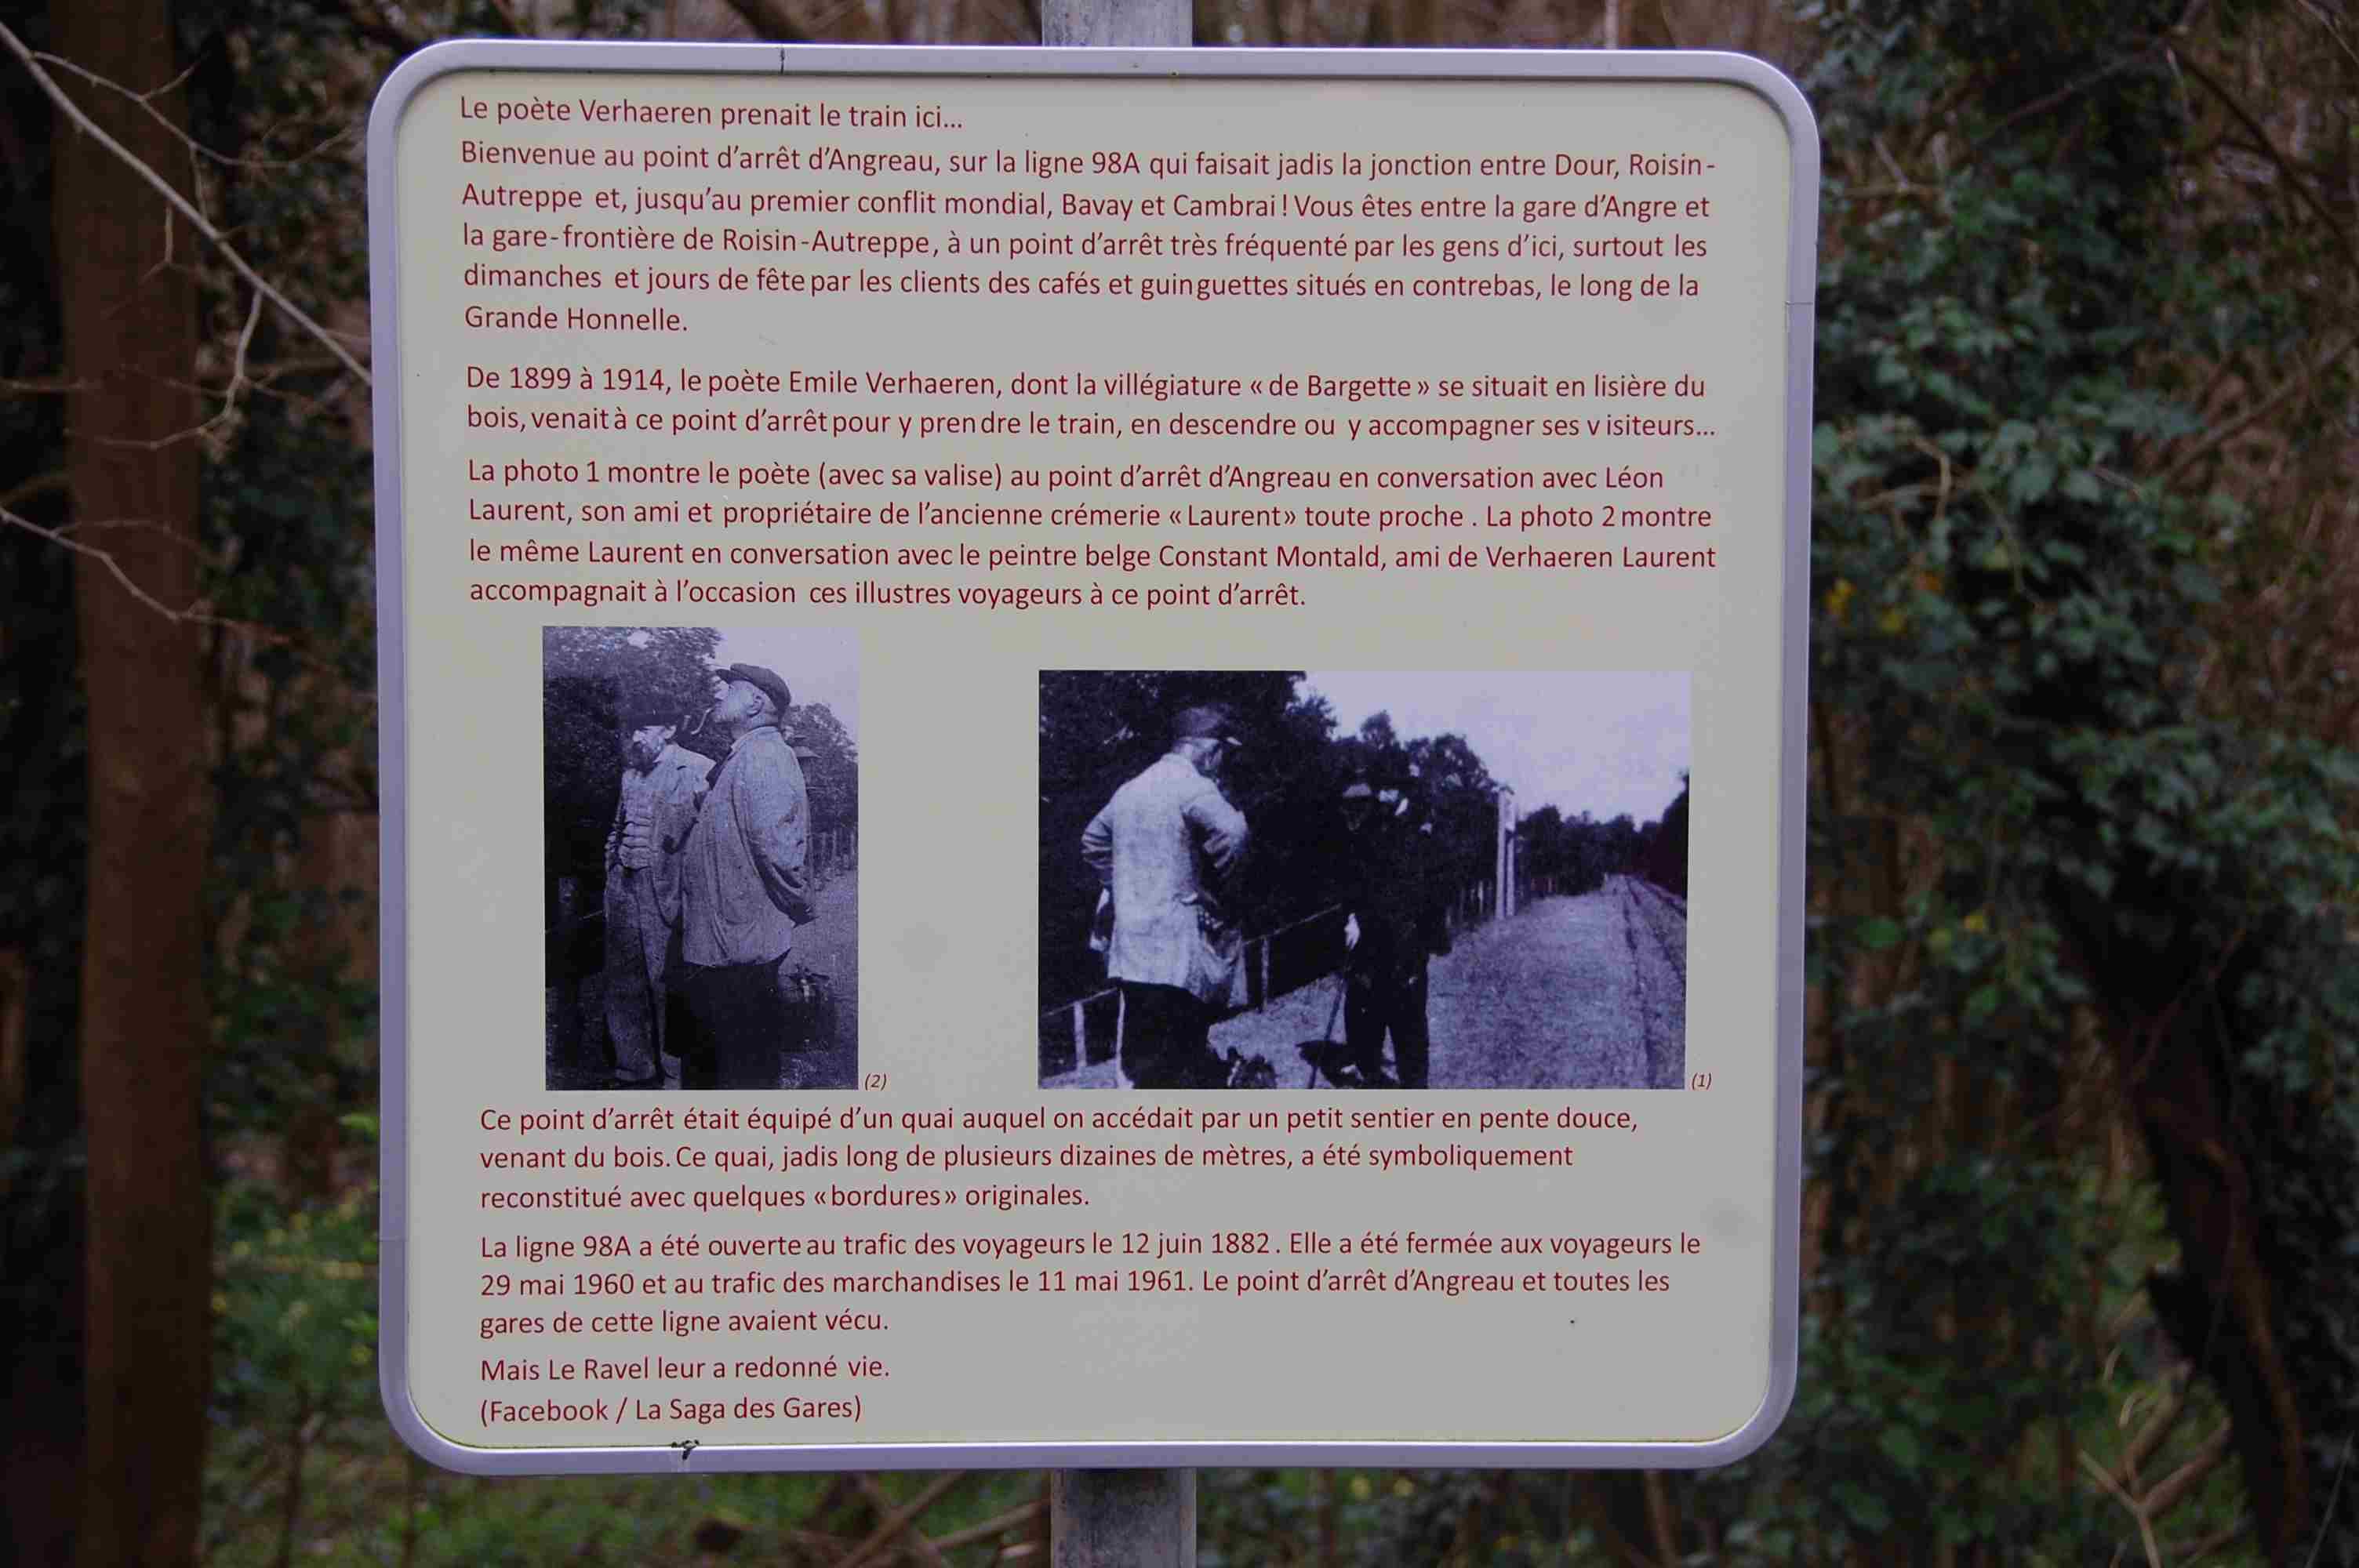 Le poète Verhaeren prenait le train ici...
Bienvenue au point d'arrêt d'Angreau, sur la ligne 98A qui faisait jadis la jonction entre Dour, Roisin-
Autreppe et, jusqu'au premier conflit mondial, Bavay et Cambrai ! Vous êtes entre la gare d'Angre et
la gare-frontière de Roisin-Autreppe, à un point d'arrêt très fréquenté par les gens d'ici, surtout les
dimanches et jours de fête par les clients des cafés et guinguettes situés en contrebas, le long de la
Grande Honnelle.
De 1899 à 1914, le poète Emile Verhaeren, dont la villégiature « de Bargette » se situait en lisière du
bois, venait à ce point d'arrêt pour y prendre le train, en descendre ou y accompagner ses v isiteurs...
La photo 1 montre le poète (avec sa valise) au point d'arrêt d'Angreau en conversation avec Léon
Laurent, son ami et propriétaire de l'ancienne crémerie « Laurent» toute proche . La photo 2 montre
le même Laurent en conversation avec le peintre belge Constant Montald, ami de Verhaeren Laurent
accompagnait à l'occasion ces illustres voyageurs à ce point d'arrêt.
(2)
(1)
Ce point d'arrêt était équipé d'un quai auquel on accédait par un petit sentier en pente douce,
venant du bois. Ce quai, jadis long de plusieurs dizaines de mètres, a été symboliquement
reconstitué avec quelques « bordures » originales.
La ligne 98A a été ouverte au trafic des voyageurs le 12 juin 1882 . Elle a été fermée aux voyageurs le
29 mai 1960 et au trafic des marchandises le 11 mai 1961. Le point d'arrêt d'Angreau et toutes les
gares de cette ligne avaient vécu.
Mais Le Ravel leur a redonné vie.
(Facebook / La Saga des Gares)